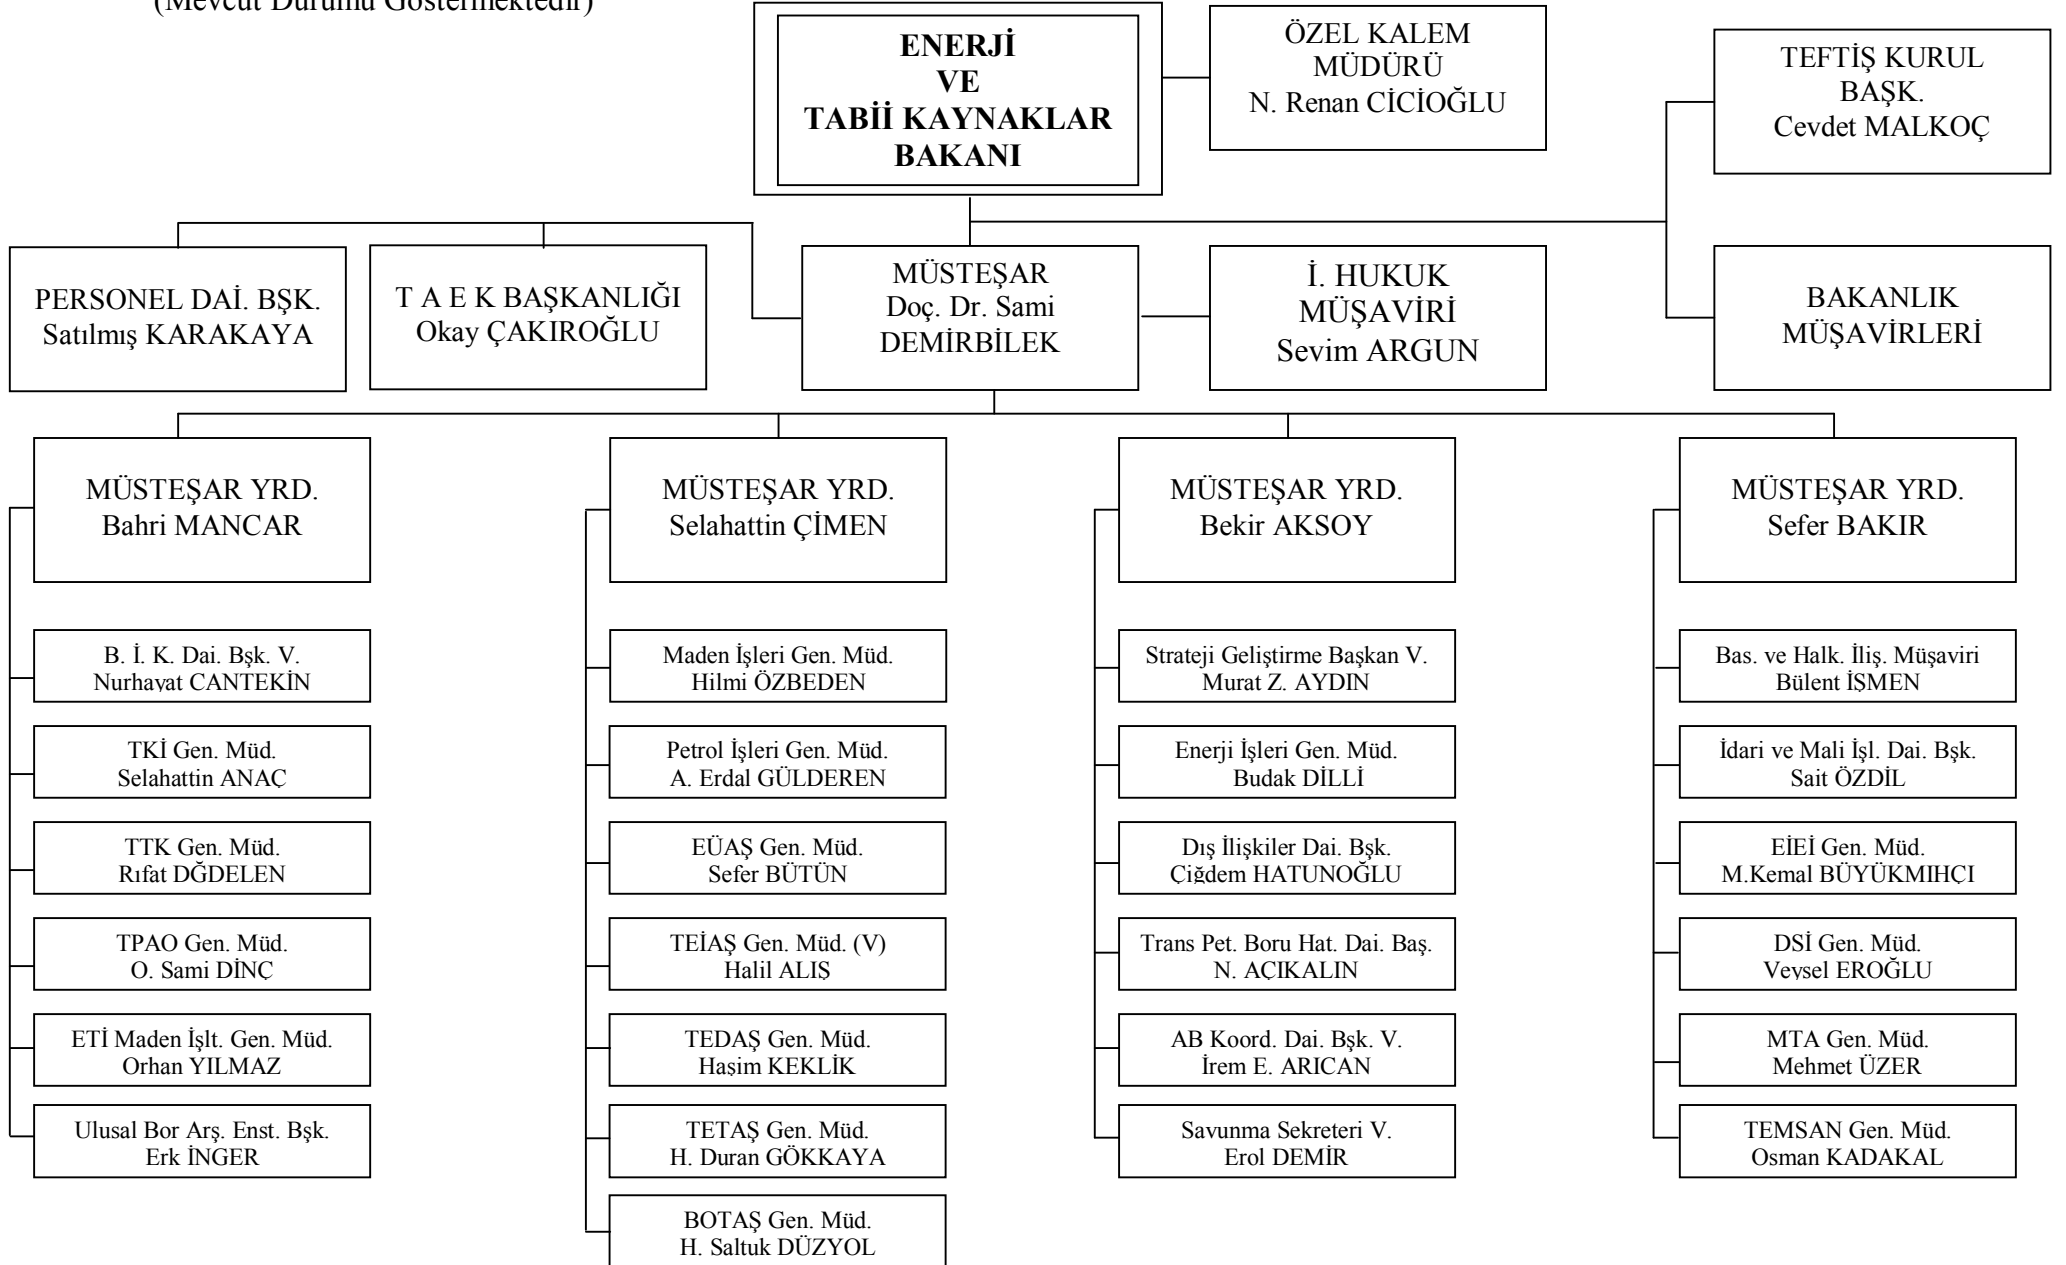 (Mevcut Durumu Göstermektedir)
ENERJİ
VE
TABİİ KAYNAKLAR
BAKANI
ÖZEL KALEM
MÜDÜRÜ
N. Renan CİCİOĞLU
TEFTİŞ KURUL
BAŞK.
Cevdet MALKOÇ
PERSONEL DAİ. BŞK.
Satılmış KARAKAYA
T A E K BAŞKANLIĞI
Okay ÇAKIROĞLU
MÜSTEŞAR
Doç. Dr. Sami
DEMİRBİLEK
İ. HUKUK
MÜŞAVİRİ
Sevim ARGUN
BAKANLIK
MÜŞAVİRLERİ
MÜSTEŞAR YRD.
Bahri MANCAR
MÜSTEŞAR YRD.
Selahattin ÇİMEN
MÜSTEŞAR YRD.
Bekir AKSOY
MÜSTEŞAR YRD.
Sefer BAKIR
B. İ. K. Dai. Bşk. V.
Nurhayat CANTEKİN
TKİ Gen. Müd.
Selahattin ANAÇ
TTK Gen. Müd.
Rıfat DĞDELEN
TPAO Gen. Müd.
O. Sami DİNÇ
ETİ Maden İşlt. Gen. Müd.
Orhan YILMAZ
Ulusal Bor Arş. Enst. Bşk.
Erk İNGER
Maden İşleri Gen. Müd.
Hilmi ÖZBEDEN
Petrol İşleri Gen. Müd.
A. Erdal GÜLDEREN
EÜAŞ Gen. Müd.
Sefer BÜTÜN
TEİAŞ Gen. Müd. (V)
Halil ALIŞ
TEDAŞ Gen. Müd.
Haşim KEKLİK
TETAŞ Gen. Müd.
H. Duran GÖKKAYA
BOTAŞ Gen. Müd.
H. Saltuk DÜZYOL
Strateji Geliştirme Başkan V.
Murat Z. AYDIN
Enerji İşleri Gen. Müd.
Budak DİLLİ
Dış İlişkiler Dai. Bşk.
Çiğdem HATUNOĞLU
Trans Pet. Boru Hat. Dai. Baş.
N. AÇIKALIN
AB Koord. Dai. Bşk. V.
İrem E. ARICAN
Savunma Sekreteri V.
Erol DEMİR
Bas. ve Halk. İliş. Müşaviri
Bülent İŞMEN
İdari ve Mali İşl. Dai. Bşk.
Sait ÖZDİL
EİEİ Gen. Müd.
M.Kemal BÜYÜKMIHÇI
DSİ Gen. Müd.
Veysel EROĞLU
MTA Gen. Müd.
Mehmet ÜZER
TEMSAN Gen. Müd.
Osman KADAKAL